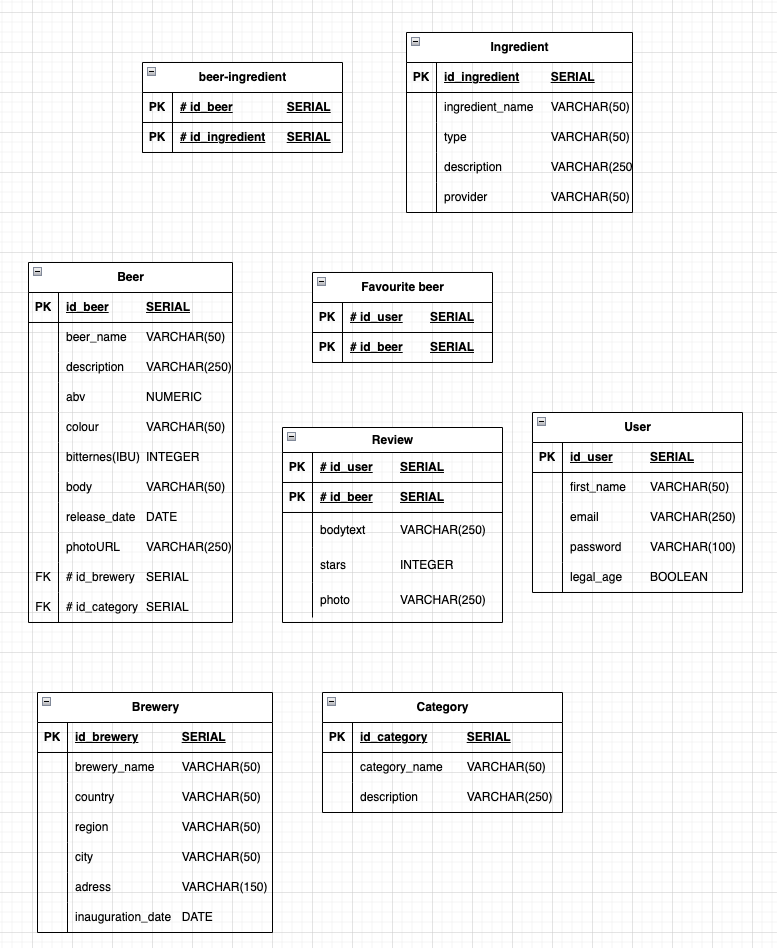 beer-ingredient
PK # id_beer SERIAL
PK # id_ingredient SERIAL
Ingredient
PK id_ingredient SERIAL
ingredient_name VARCHAR(50)
type VARCHAR(50)
description VARCHAR(250
provider VARCHAR(50)
Beer
PK id_beer SERIAL
beer_name VARCHAR(50)
description VARCHAR(250)
abv NUMERIC
colour VARCHAR(50)
bitternes(IBU) INTEGER
body VARCHAR(50)
release_date DATE
photoURL VARCHAR(250)
FK # id_brewery SERIAL
FK # id_category SERIAL
Favourite beer
PK # id_user SERIAL
PK # id_beer SERIAL
Review
PK # id_user SERIAL
PK # id_beer SERIAL
bodytext VARCHAR(250)
stars INTEGER
photo VARCHAR(250)
User
PK id_user SERIAL
first_name VARCHAR(50)
email VARCHAR(250)
password VARCHAR(100)
legal_age BOOLEAN
Brewery
PK id_brewery SERIAL
brewery_name VARCHAR(50)
country VARCHAR(50)
region VARCHAR(50)
city VARCHAR(50)
adress VARCHAR(150)
inauguration_date DATE
Category
PK id_category SERIAL
category_name VARCHAR(50)
description VARCHAR(250)